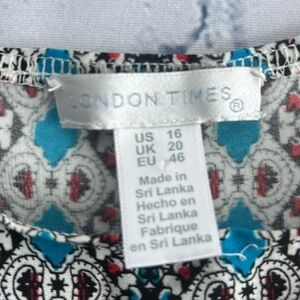 LONDON TIMES®
US 16
UK 20
EU 46
Made in
Sri Lanka
Hecho en
Sri Lanka
Fabrique
en Sri Lanka